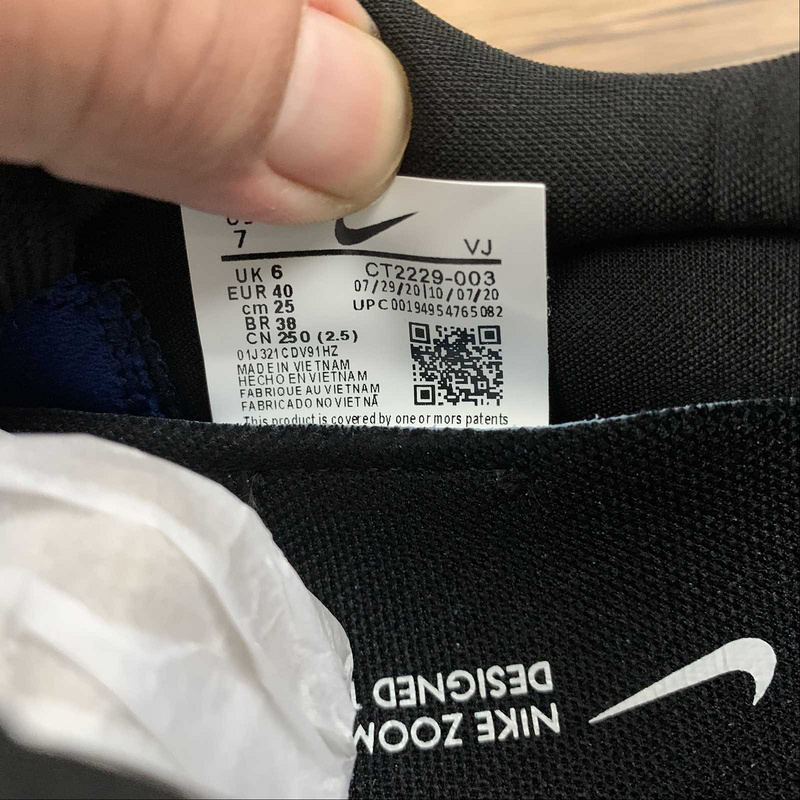 7 VJ
UK 6
EUR 40
cm 25
BR 38
CN 250 (2.5)
CT2229-003
07/29/20|10/07/20
UPC00194954765082
01J321CDV91HZ
MADE IN VIETNAM
HECHO EN VIETNAM
FABRIQUE AU VIETNAM
FABRICADO NO VIETNÃ
This product is covered by one or mors patents
NIKE ZOOM
DESIGNED